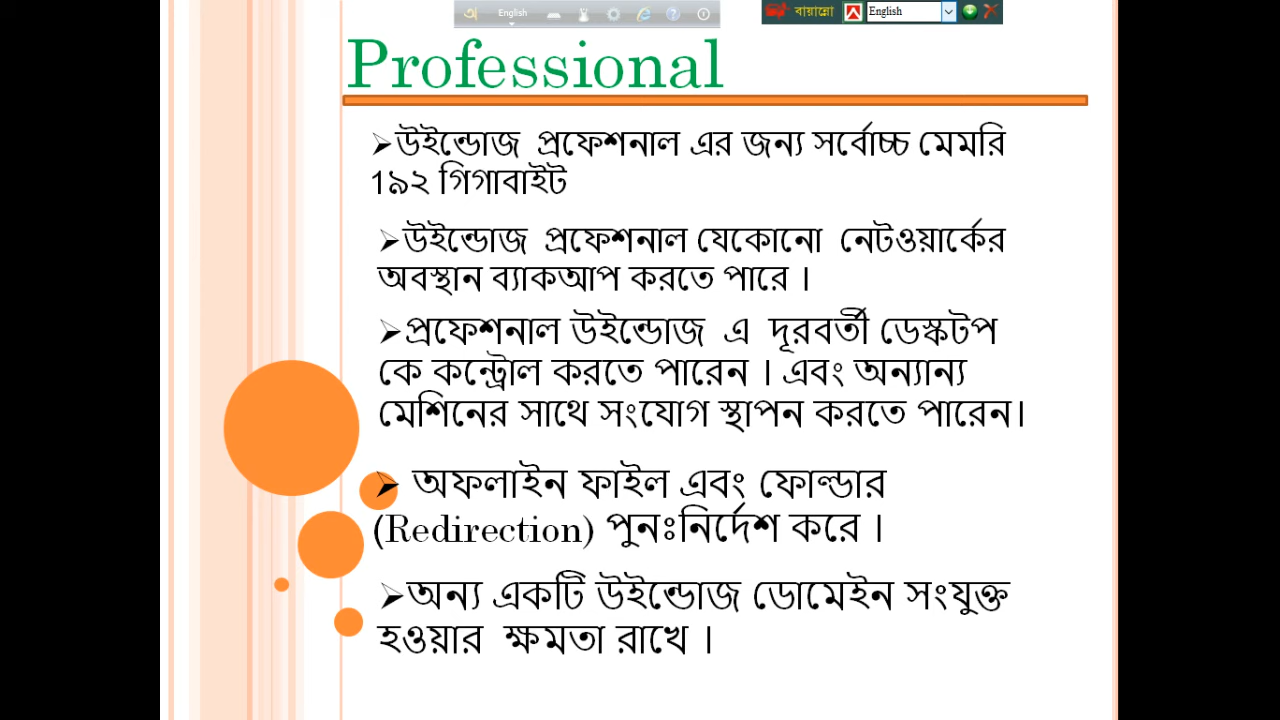 অ English
বায়ান্নো English
Professional
➢উইন্ডোজ প্রফেশনাল এর জন্য সর্বোচ্চ মেমরি
1৯২ গিগাবাইট
➢উইন্ডোজ প্রফেশনাল যেকোনো নেটওয়ার্কের
অবস্থান ব্যাকআপ করতে পারে ।
➢প্রফেশনাল উইন্ডোজ এ দূরবর্তী ডেস্কটপ
কে কন্ট্রোল করতে পারেন । এবং অন্যান্য
মেশিনের সাথে সংযোগ স্থাপন করতে পারেন।
➢ অফলাইন ফাইল এবং ফোল্ডার
(Redirection) পুনঃনির্দেশ করে ।
➢অন্য একটি উইন্ডোজ ডোমেইন সংযুক্ত
হওয়ার ক্ষমতা রাখে ।